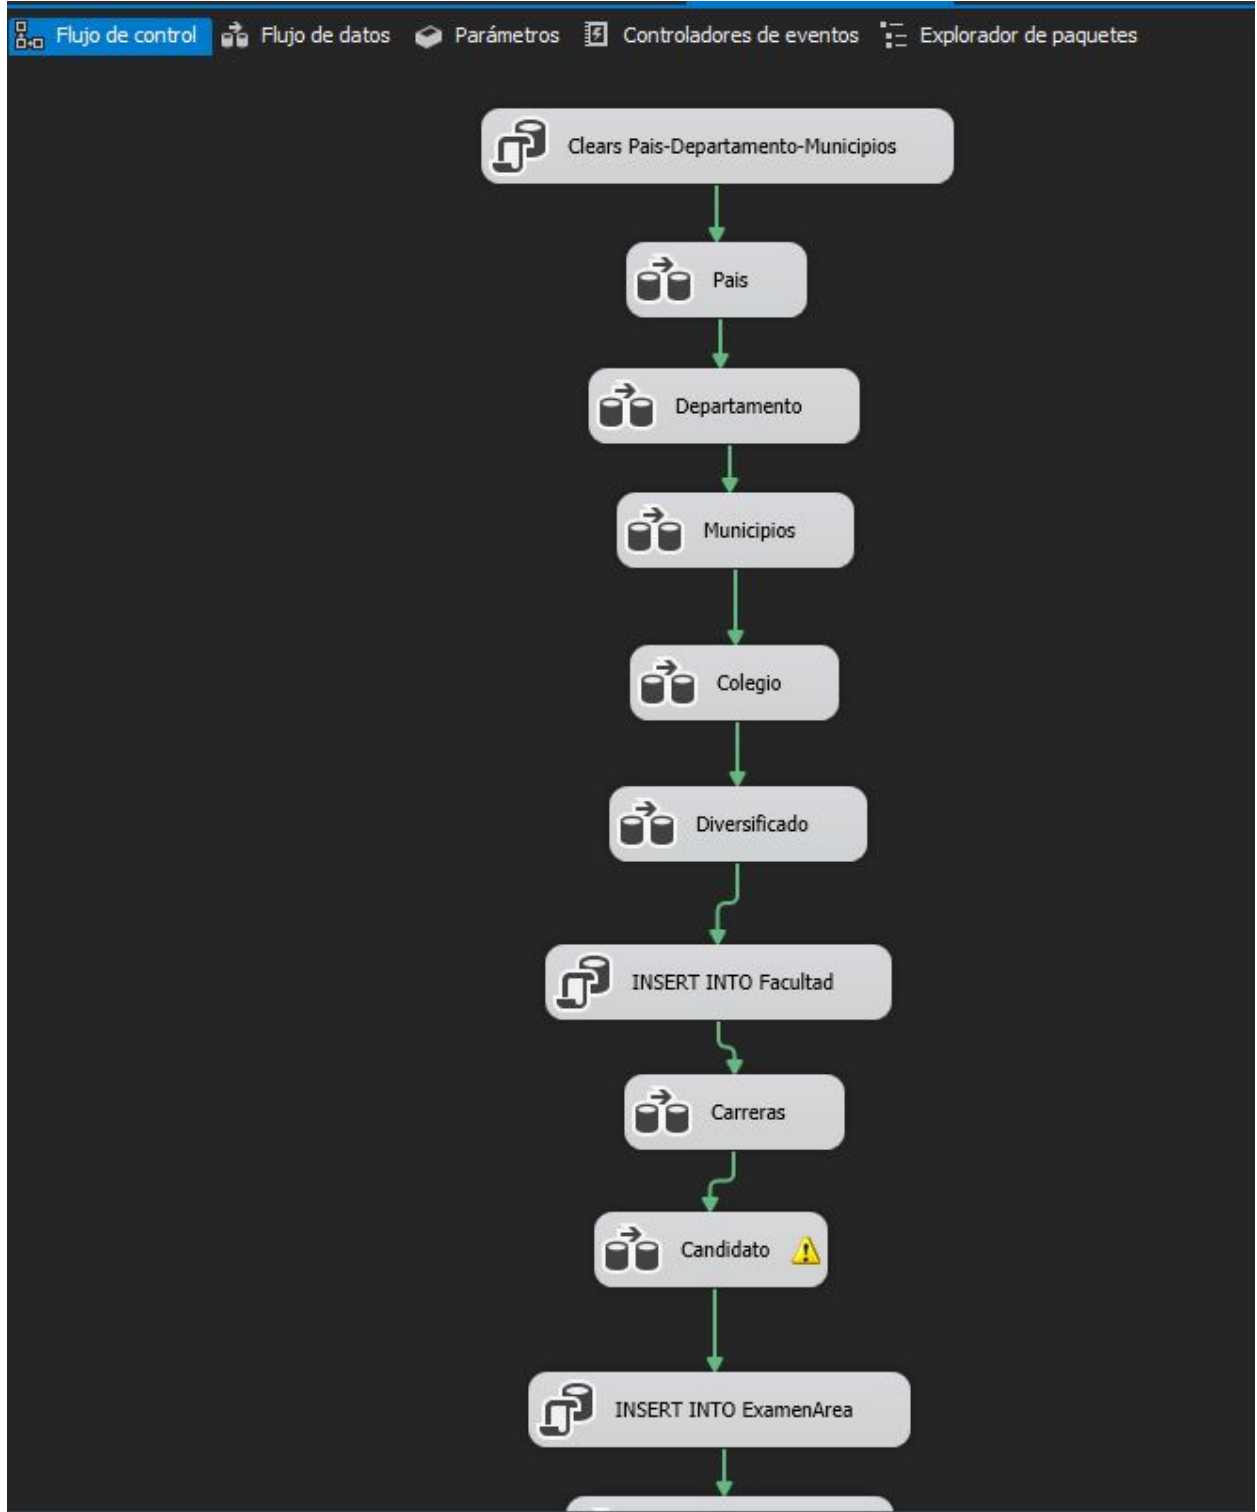 Flujo de control Flujo de datos Parámetros Controladores de eventos Explorador de paquetes
Clears Pais-Departamento-Municipios
Pais
Departamento
Municipios
Colegio
Diversificado
INSERT INTO Facultad
Carreras
Candidato
INSERT INTO ExamenArea